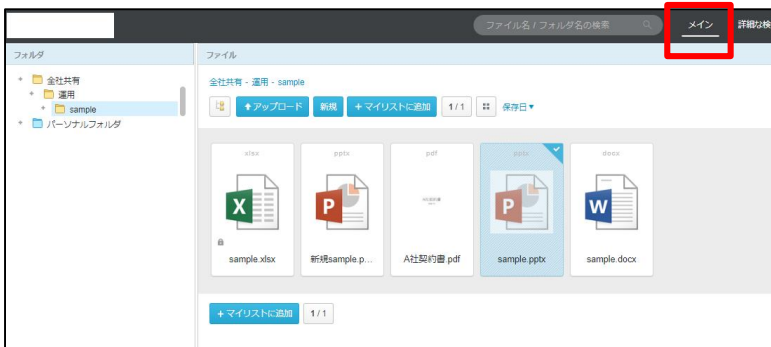 ファイル名 / フォルダ名の検索
メイン
詳細な検
フォルダ
ファイル
全社共有
運用
sample
パーソナルフォルダ
全社共有 - 運用 - sample
アップロード
新規
+ マイリストに追加
1 / 1
保存日▼
xlsx
pptx
pdf
pptx
docx
X
P
A社契約書
P
W
sample.xlsx
新規sample.p...
A社契約書.pdf
sample.pptx
sample.docx
+ マイリストに追加
1 / 1